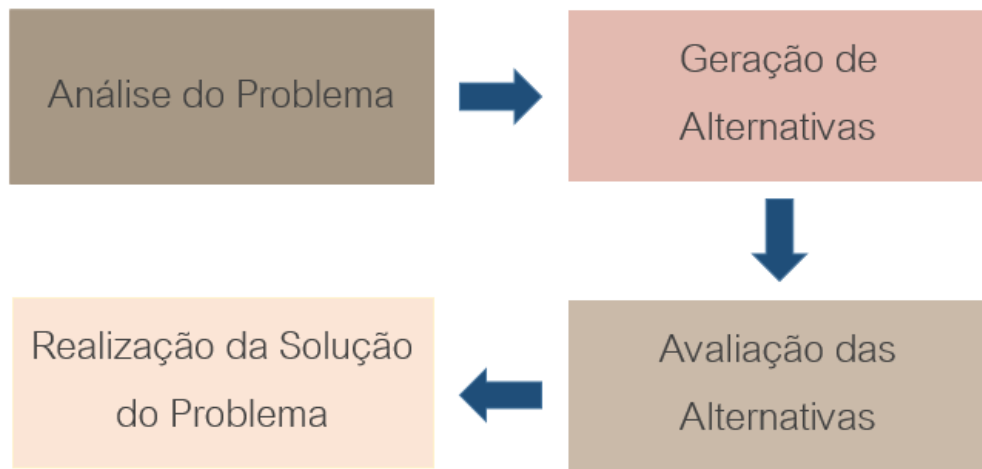 Análise do Problema
Geração de
Alternativas
Avaliação das
Alternativas
Realização da Solução
do Problema